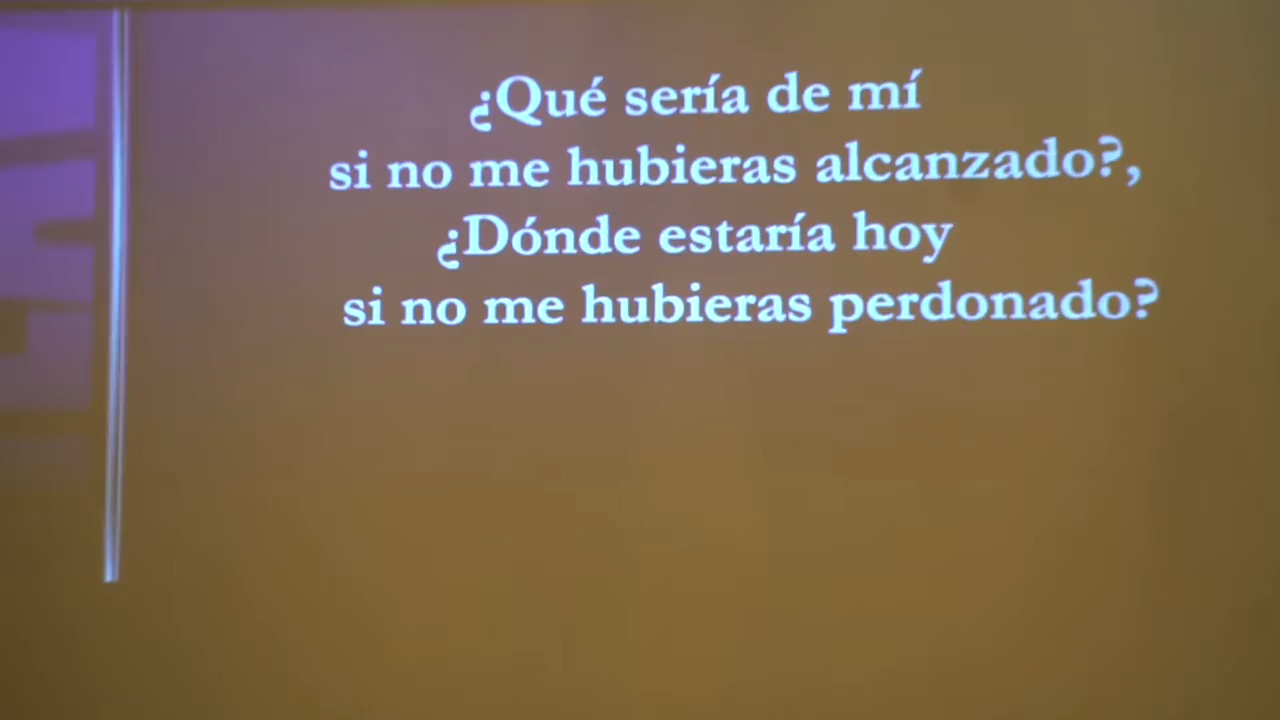 ¿Qué sería de mí
si no me hubieras alcanzado?,
¿Dónde estaría hoy
si no me hubieras perdonado?